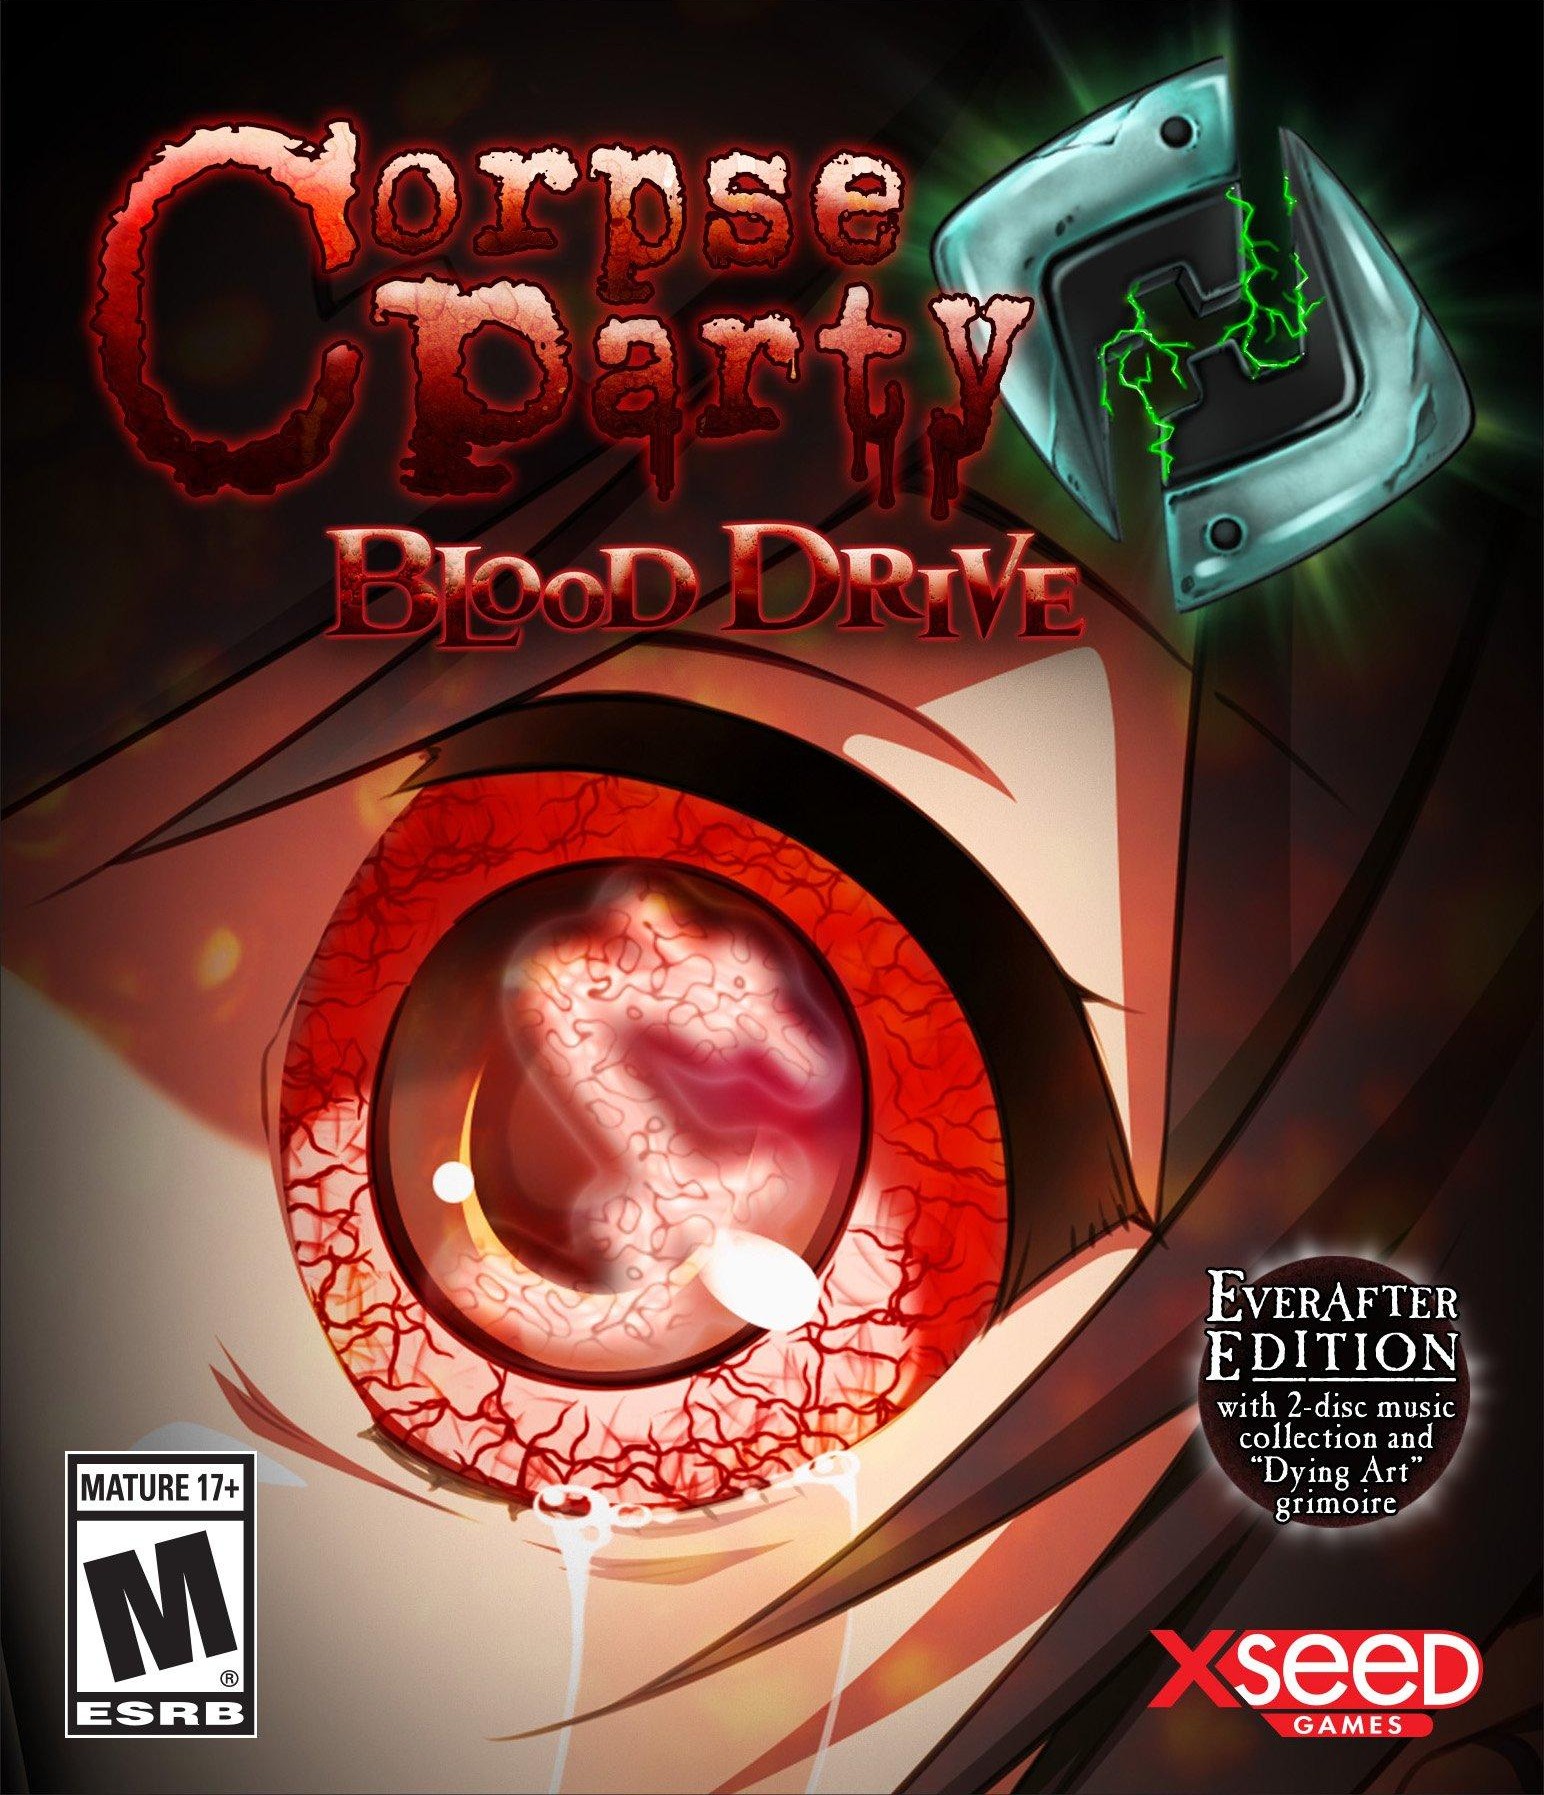 Corpse
Party
BLOOD DRIVE
EVERAFTER
EDITION
with 2-disc music
collection and
“Dying Art”
grimoire
MATURE 17+
M
®
ESRB
XSEED
GAMES